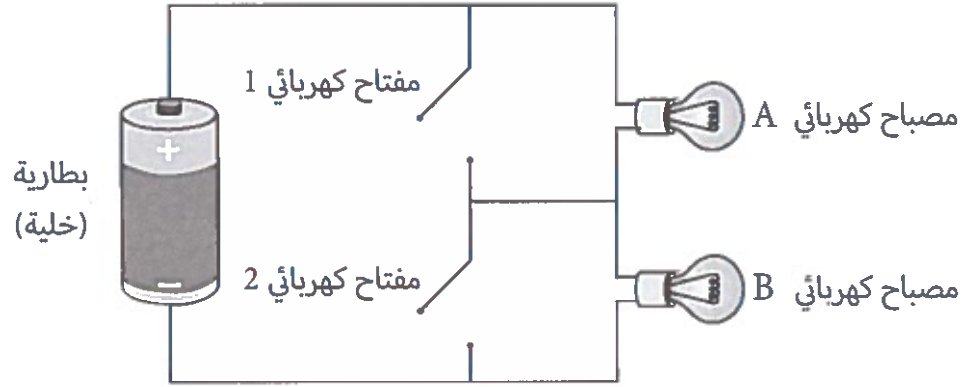 مفتاح كهربائي 1
مصباح كهربائي A
+
بطارية
(خلية)
مفتاح كهربائي 2
مصباح كهربائي B
−